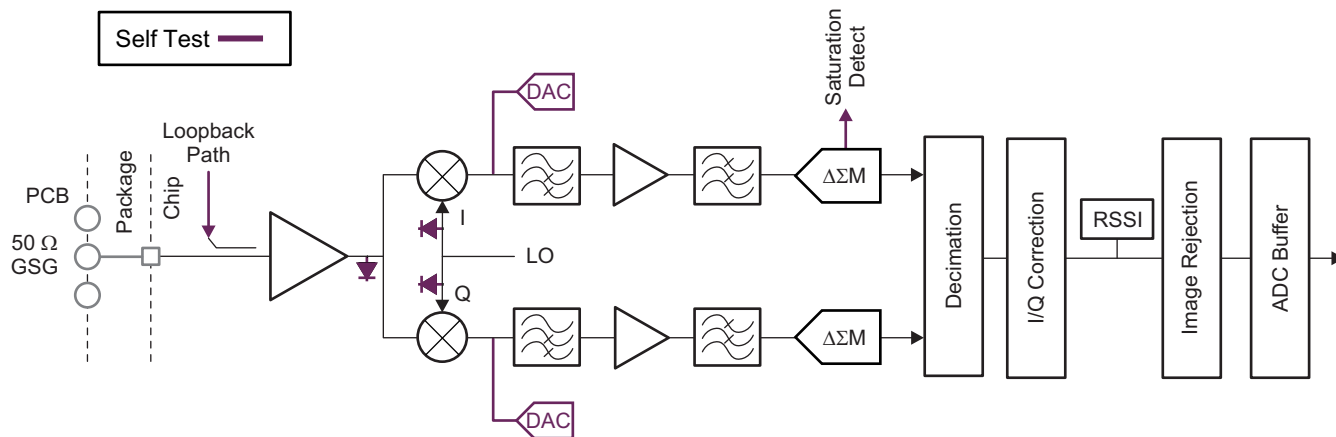 Self Test
DAC
Saturation
Detect
Loopback
Path
PCB
Package
Chip
50 Ω
GSG
I
LO
Q
ΔΣM
ΔΣM
DAC
Decimation
I/Q Correction
RSSI
Image Rejection
ADC Buffer